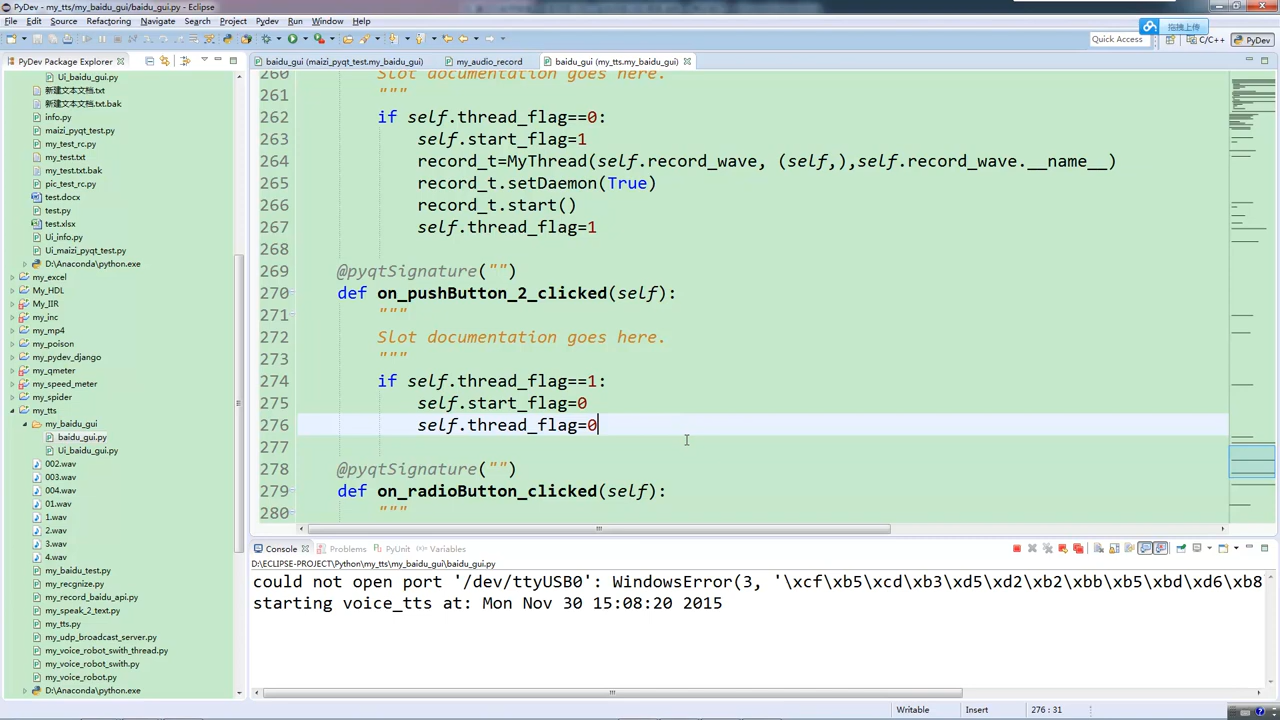 PyDev - my_tts/my_baidu_gui/baidu_gui.py - Eclipse
File Edit Source Refactoring Navigate Search Project Pydev Run Window Help
拖拽上传
Quick Access
C/C++
PyDev
PyDev Package Explorer
Ui_baidu_gui.py
新建文本文档.txt
新建文本文档.txt.bak
info.py
maizi_pyqt_test.py
my_test_rc.py
my_test.txt
my_test.txt.bak
pic_test_rc.py
test.docx
test.py
test.xlsx
Ui_info.py
Ui_maizi_pyqt_test.py
D:\Anaconda\python.exe
my_excel
My_HDL
My_IIR
my_inc
my_mp4
my_poison
my_pydev_django
my_qmeter
my_speed_meter
my_spider
my_tts
my_baidu_gui
baidu_gui.py
Ui_baidu_gui.py
002.wav
003.wav
004.wav
01.wav
1.wav
2.wav
3.wav
4.wav
my_baidu_test.py
my_recgnize.py
my_record_baidu_api.py
my_speak_2_text.py
my_tts.py
my_udp_broadcast_server.py
my_voice_robot_swith_thread.py
my_voice_robot_swith.py
my_voice_robot.py
D:\Anaconda\python.exe
baidu_gui (maizi_pyqt_test.my_baidu_gui)
my_audio_record
baidu_gui (my_tts.my_baidu_gui)
260 Slot documentation goes here.
261 """
262 if self.thread_flag==0:
263 self.start_flag=1
264 record_t=MyThread(self.record_wave, (self,),self.record_wave.__name__)
265 record_t.setDaemon(True)
266 record_t.start()
267 self.thread_flag=1
268
269 @pyqtSignature("")
270 def on_pushButton_2_clicked(self):
271 """
272 Slot documentation goes here.
273 """
274 if self.thread_flag==1:
275 self.start_flag=0
276 self.thread_flag=0
277
278 @pyqtSignature("")
279 def on_radioButton_clicked(self):
280 """
Console Problems PyUnit Variables
D:\ECLIPSE-PROJECT\Python\my_tts\my_baidu_gui\baidu_gui.py
could not open port '/dev/ttyUSB0': WindowsError(3, '\xcf\xb5\xcd\xb3\xd5\xd2\xb2\xbb\xb5\xbd\xd6\xb8
starting voice_tts at: Mon Nov 30 15:08:20 2015
Writable Insert 276 : 31